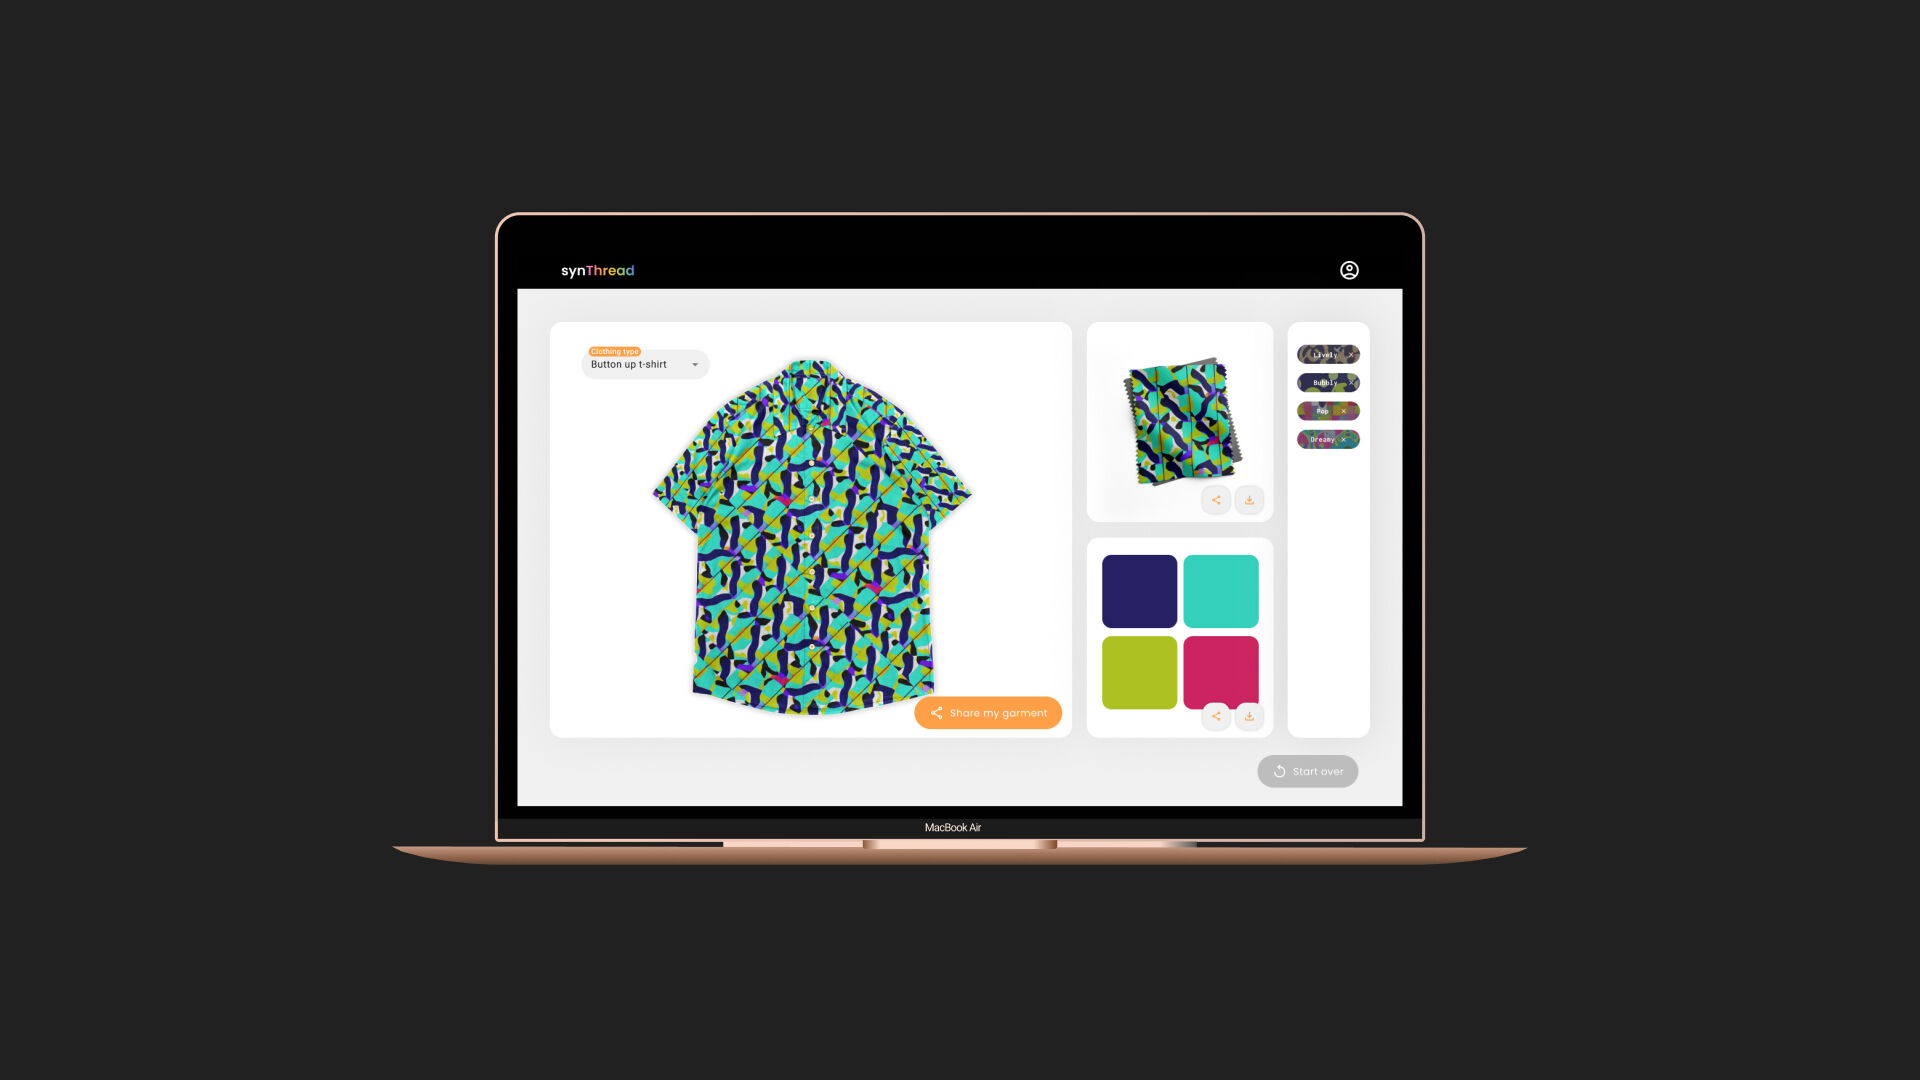 synThread
Clothing type
Button up t-shirt
Share my garment
Lively
Bubbly
Pop
Dreamy
Start over
MacBook Air